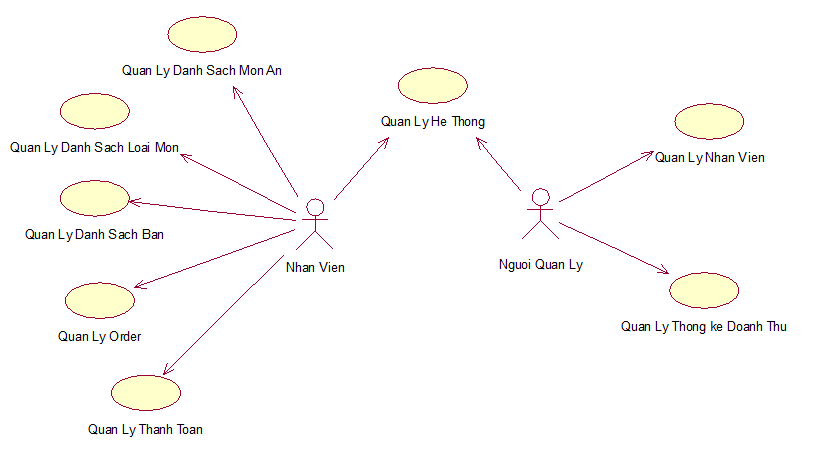 Quan Ly Danh Sach Mon An
Quan Ly He Thong
Quan Ly Danh Sach Loai Mon
Quan Ly Nhan Vien
Quan Ly Danh Sach Ban
Nhan Vien
Nguoi Quan Ly
Quan Ly Order
Quan Ly Thong ke Doanh Thu
Quan Ly Thanh Toan